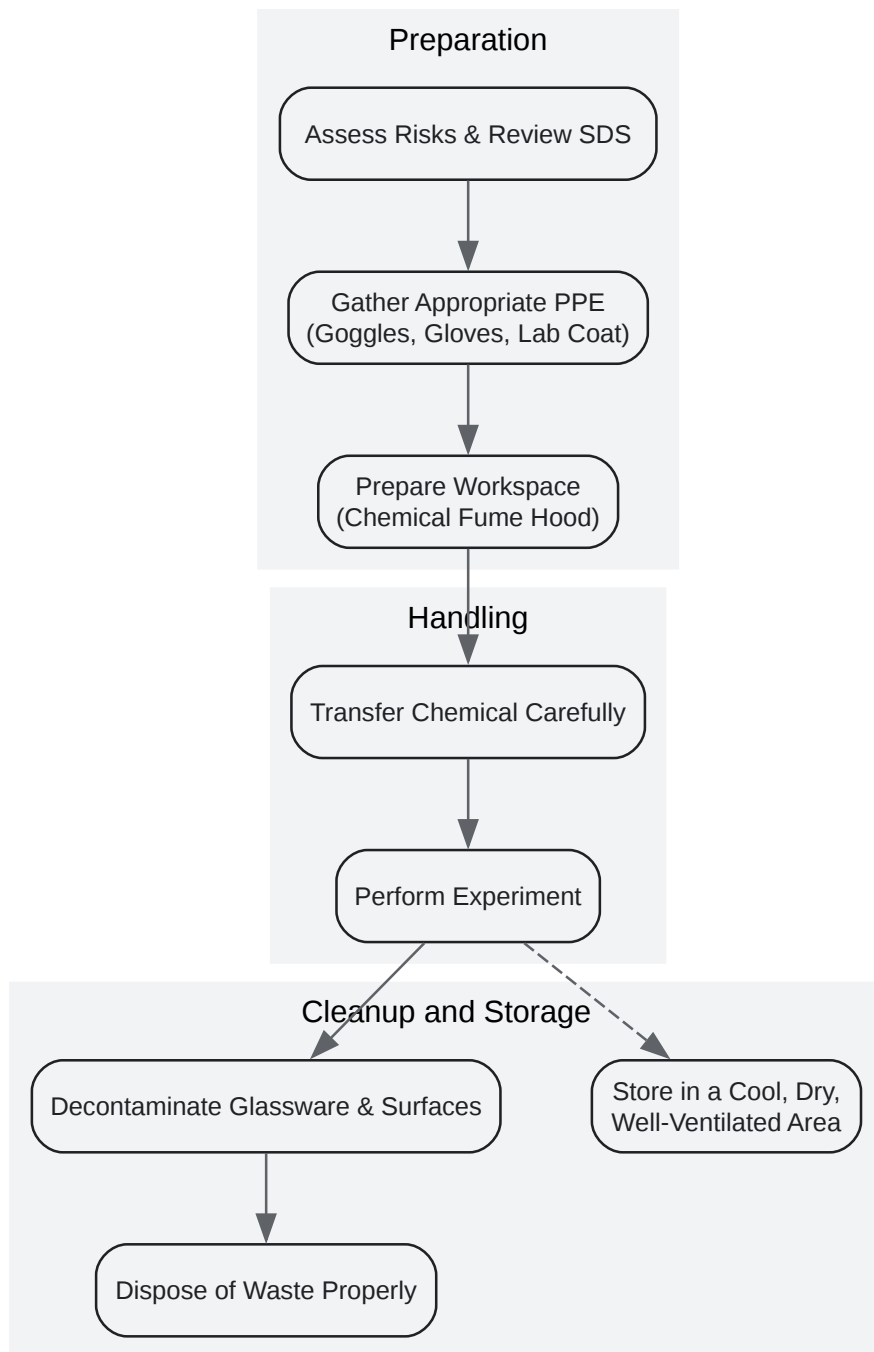 Preparation
Assess Risks & Review SDS
Gather Appropriate PPE
(Goggles, Gloves, Lab Coat)
Prepare Workspace
(Chemical Fume Hood)
Handling
Transfer Chemical Carefully
Perform Experiment
Cleanup and Storage
Decontaminate Glassware & Surfaces
Store in a Cool, Dry,
Well-Ventilated Area
Dispose of Waste Properly